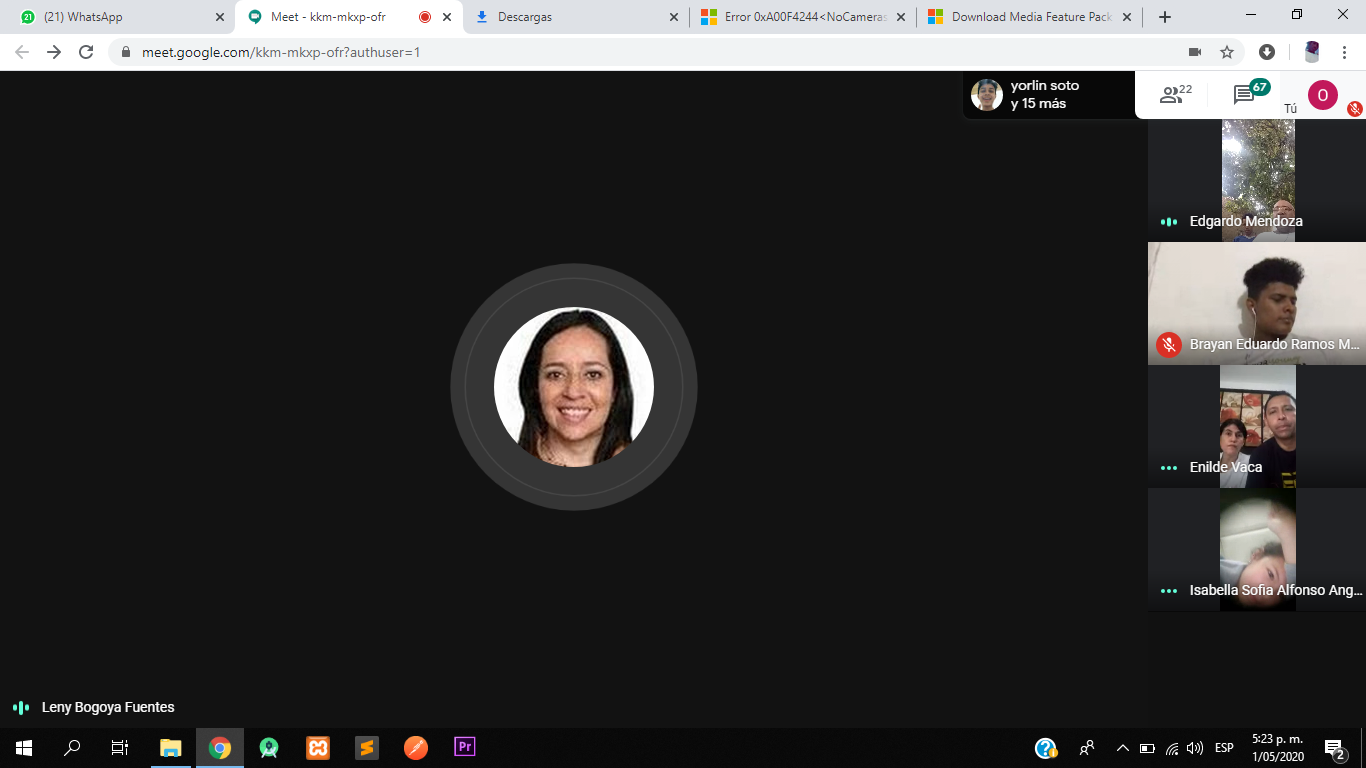 21
(21) WhatsApp
Meet - kkm-mkxp-ofr
Descargas
Error 0xA00F4244<NoCameras
Download Media Feature Pack
meet.google.com/kkm-mkxp-ofr?authuser=1
yorlin soto
y 15 más
22
67
Tú
O
Edgardo Mendoza
Brayan Eduardo Ramos M...
Enilde Vaca
Isabella Sofia Alfonso Ang...
Leny Bogoya Fuentes
Pr
ESP
5:23 p. m.
1/05/2020
2